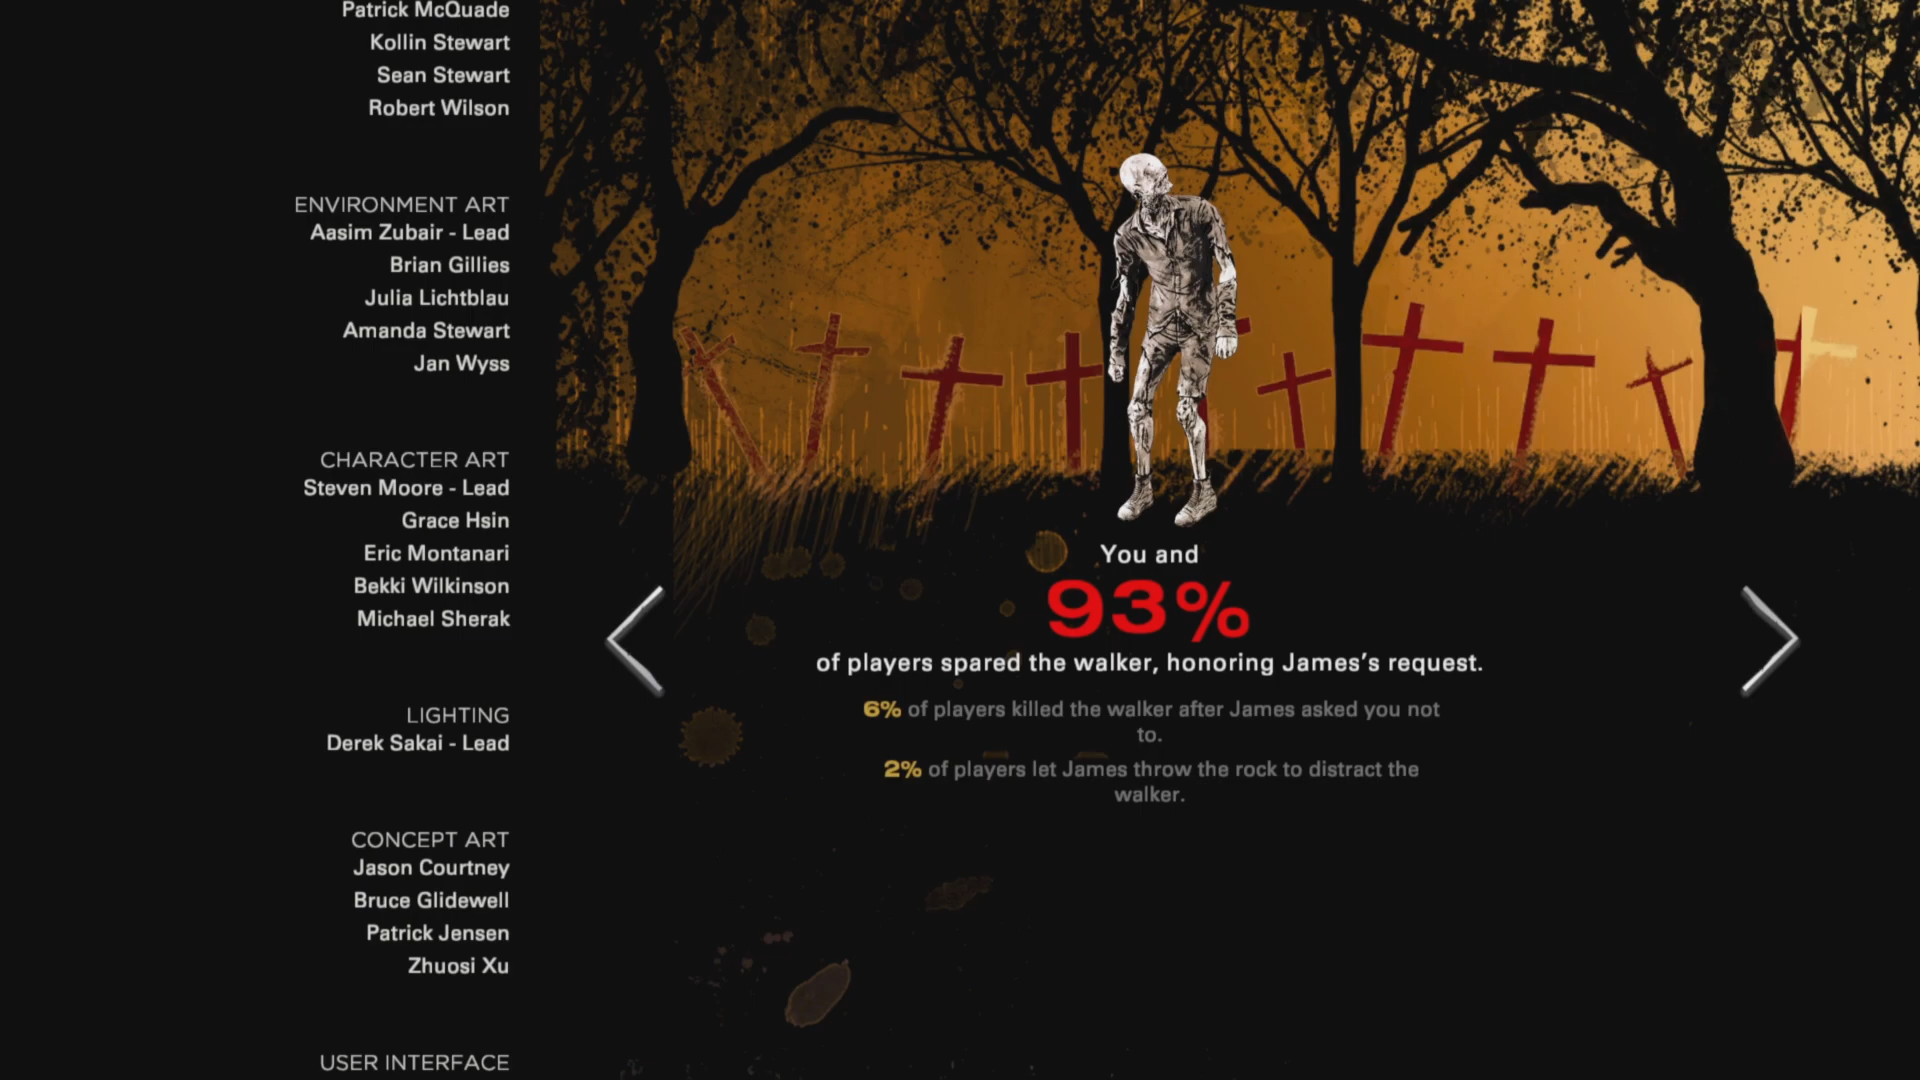 Patrick McQuade
Kollin Stewart
Sean Stewart
Robert Wilson
ENVIRONMENT ART
Aasim Zubair - Lead
Brian Gillies
Julia Lichtblau
Amanda Stewart
Jan Wyss
CHARACTER ART
Steven Moore - Lead
Grace Hsin
Eric Montanari
Bekki Wilkinson
Michael Sherak
LIGHTING
Derek Sakai - Lead
CONCEPT ART
Jason Courtney
Bruce Glidewell
Patrick Jensen
Zhuosi Xu
USER INTERFACE
You and
93%
of players spared the walker, honoring James's request.
6% of players killed the walker after James asked you not
to.
2% of players let James throw the rock to distract the
walker.